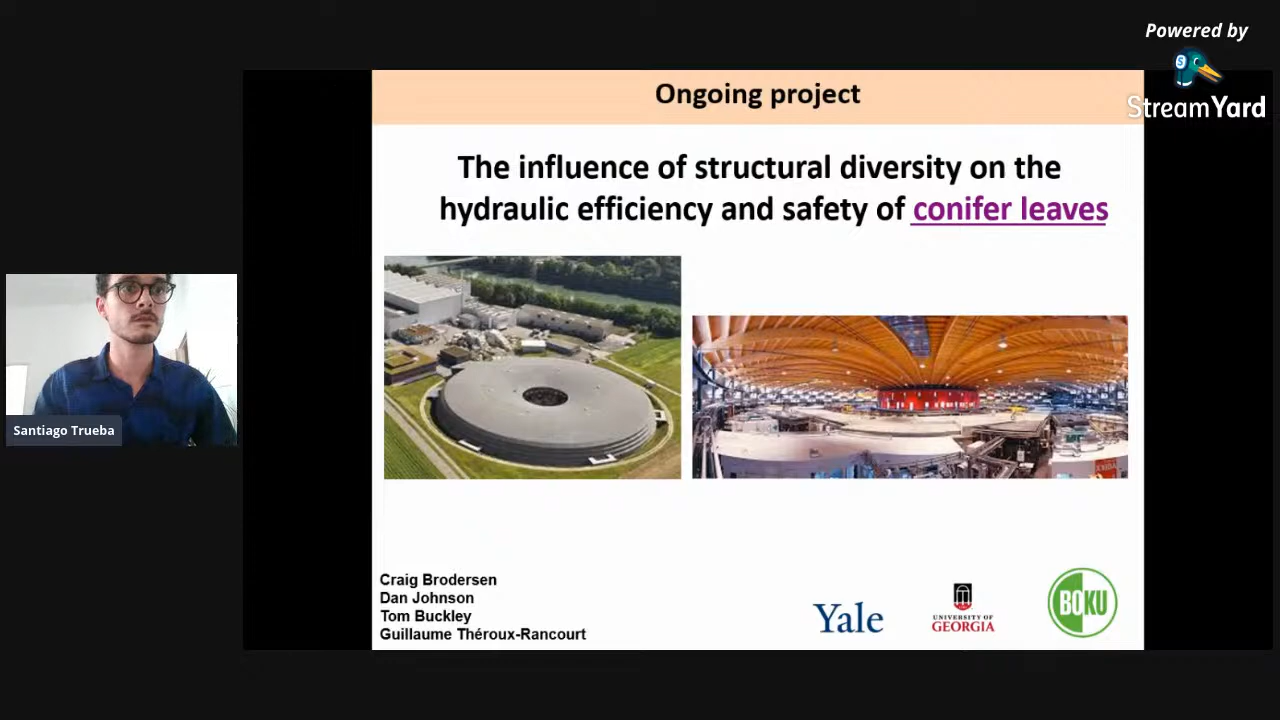 Powered by
StreamYard
Ongoing project
The influence of structural diversity on the
hydraulic efficiency and safety of conifer leaves
Santiago Trueba
Craig Brodersen
Dan Johnson
Tom Buckley
Guillaume Théroux-Rancourt
Yale
UNIVERSITY OF
GEORGIA
BOKU